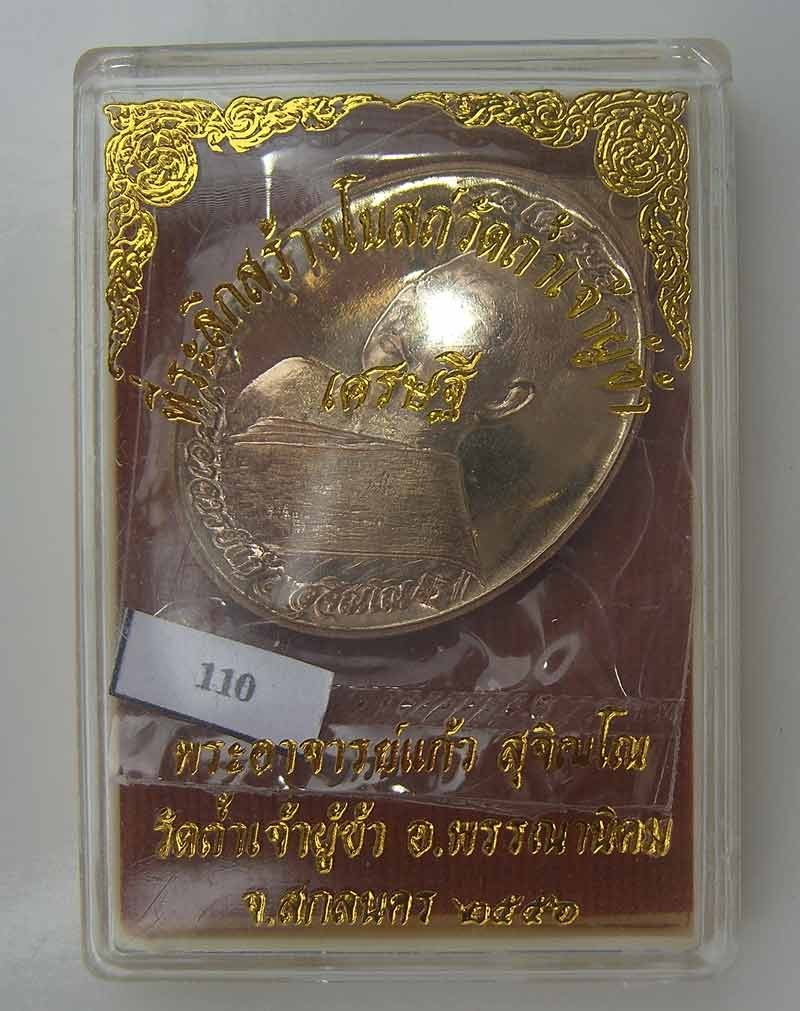 ที่ระลึกสร้างโบสถ์วัดถ้ำเจ้าผู้ข้า
เศรษฐี
110
พระอาจารย์แก้ว สุจิณโณ
วัดถ้ำเจ้าผู้ข้า อ.พรรณานิคม
จ.สกลนคร ๒๕๕๖